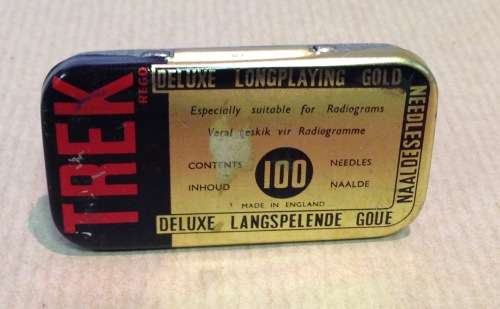 TREK
REGD
DELUXE LONGPLAYING GOLD
NEEDLES
Especially suitable for Radiograms
Veral geskik vir Radiogramme
CONTENTS 100 NEEDLES
INHOUD NAALDE
MADE IN ENGLAND
DELUXE LANGSPELENDE GOUE
NAALDE